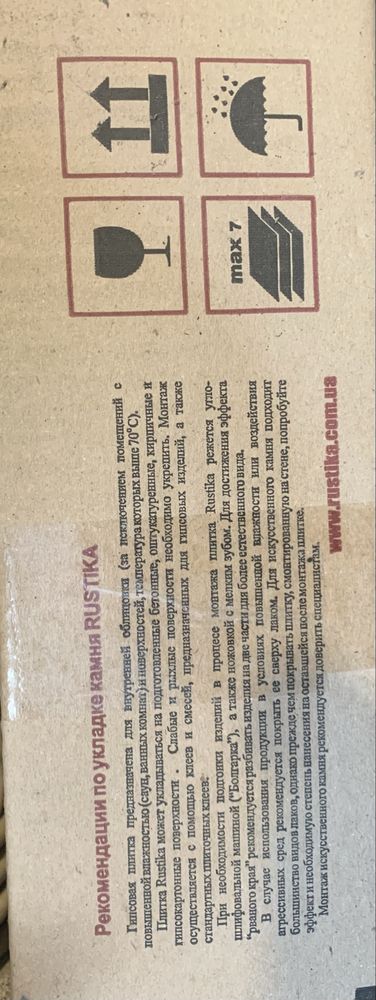 Рекомендации по укладке камня RUSTIKA
Гипсовая плитка предназначена для внутренней облицовки (за исключением помещений с
повышенной влажностью (саун, ванных комнат) и поверхностей, температура которых выше 70°С).
Плитка Rustika может укладываться на подготовленные бетонные, оштукатуренные, кирпичные и
гипсокартонные поверхности . Слабые и рыхлые поверхности необходимо укрепить. Монтаж
осуществляется с помощью клеев и смесей, предназначенных для гипсовых изделий, а также
стандартных плиточных клеев.
При необходимости подгонки изделий в процессе монтажа плитка Rustika режется угло-
шлифовальной машиной ("Болгарка"), а также ножовкой с мелким зубом. Для достижения эффекта
"рваного края" рекомендуется разбивать изделия на две части для более естественного вида.
В случае использования продукции в условиях повышенной влажности или воздействия
агрессивных сред рекомендуется покрыть ее сверху лаком. Для искусственного камня подходит
большинство видов лаков, однако прежде чем покрывать плитку, смонтированную на стене, попробуйте
эффект и необходимую степень нанесения на оставшейся после монтажа плитке.
Монтаж искусственного камня рекомендуется доверить специалистам.
www.rustika.com.ua
max 7